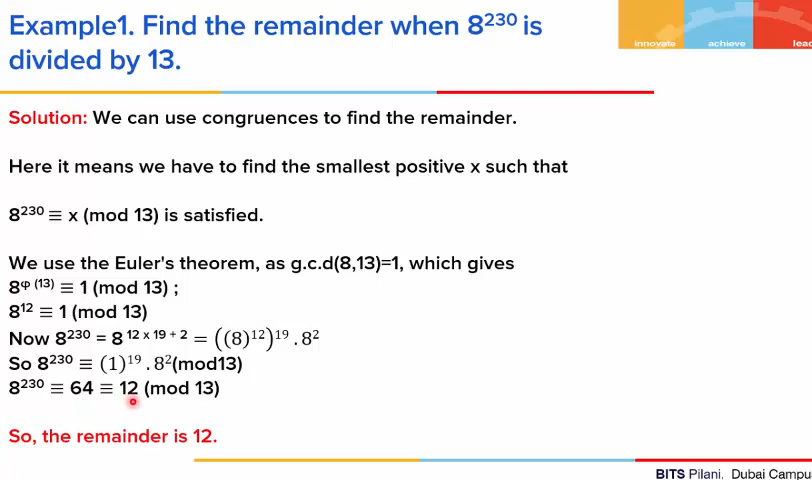 Example1. Find the remainder when 8²³⁰ is
divided by 13.
innovate achieve lea
Solution: We can use congruences to find the remainder.
Here it means we have to find the smallest positive x such that
8²³⁰ ≡ x (mod 13) is satisfied.
We use the Euler's theorem, as g.c.d(8,13)=1, which gives
8^φ (13) ≡ 1 (mod 13) ;
8¹² ≡ 1 (mod 13)
Now 8²³⁰ = 8^12 x 19 + 2 = ((8)¹²)¹⁹ . 8²
So 8²³⁰ ≡ (1)¹⁹ . 8²(mod13)
8²³⁰ ≡ 64 ≡ 12 (mod 13)
So, the remainder is 12.
BITS Pilani, Dubai Campu